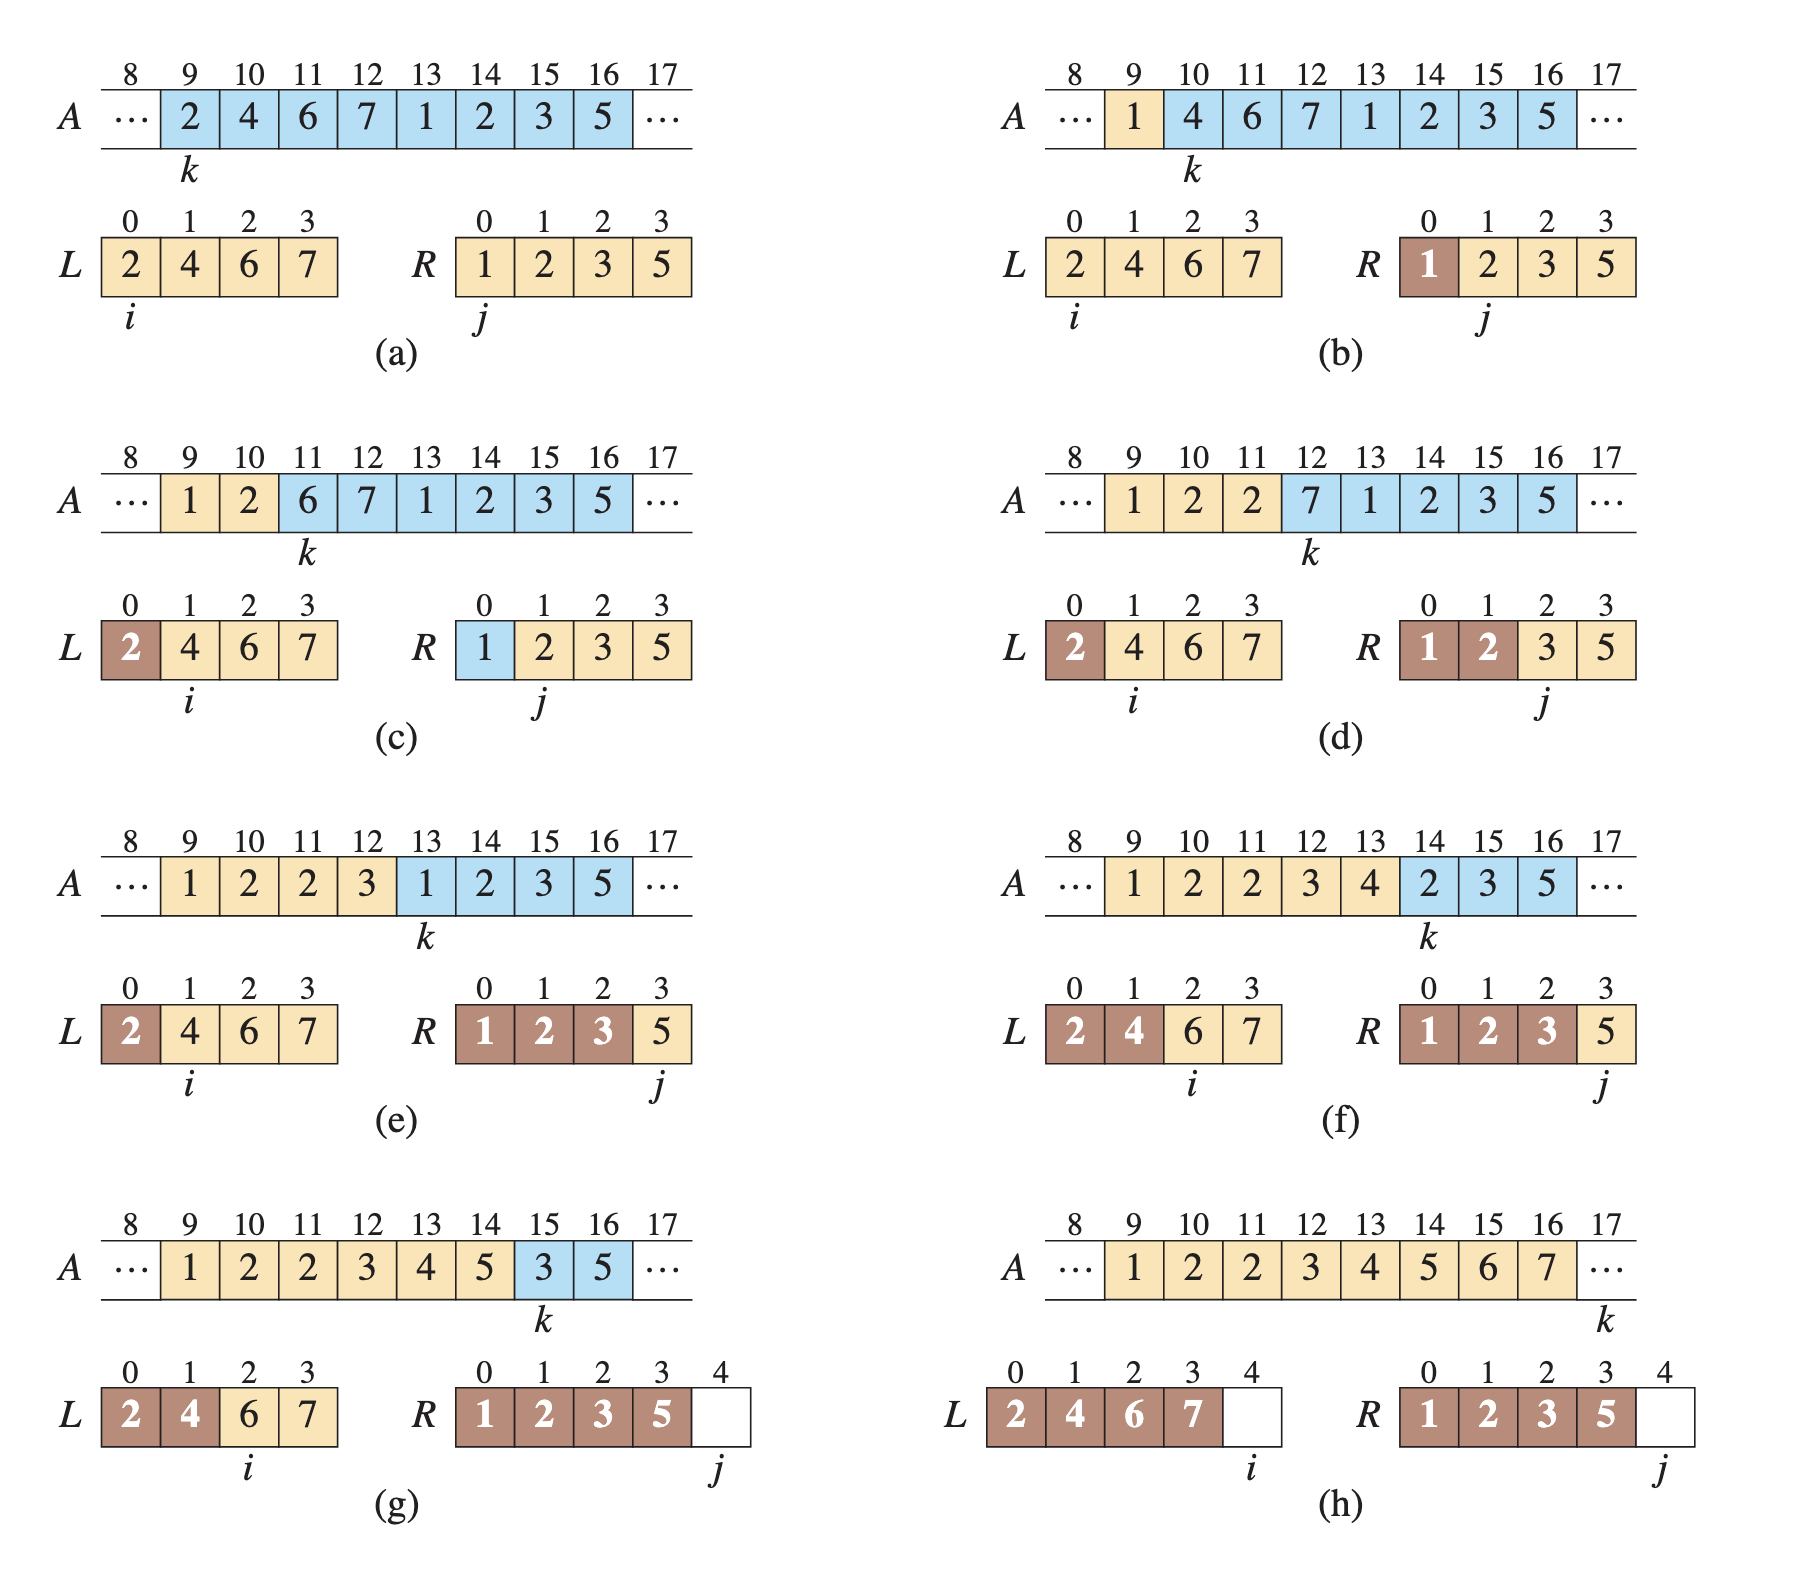 8 9 10 11 12 13 14 15 16 17
A ... 2 4 6 7 1 2 3 5 ...
k
0 1 2 3 0 1 2 3
L 2 4 6 7 R 1 2 3 5
i j
(a)
8 9 10 11 12 13 14 15 16 17
A ... 1 4 6 7 1 2 3 5 ...
k
0 1 2 3 0 1 2 3
L 2 4 6 7 R 1 2 3 5
i j
(b)
8 9 10 11 12 13 14 15 16 17
A ... 1 2 6 7 1 2 3 5 ...
k
0 1 2 3 0 1 2 3
L 2 4 6 7 R 1 2 3 5
i j
(c)
8 9 10 11 12 13 14 15 16 17
A ... 1 2 2 7 1 2 3 5 ...
k
0 1 2 3 0 1 2 3
L 2 4 6 7 R 1 2 3 5
i j
(d)
8 9 10 11 12 13 14 15 16 17
A ... 1 2 2 3 1 2 3 5 ...
k
0 1 2 3 0 1 2 3
L 2 4 6 7 R 1 2 3 5
i j
(e)
8 9 10 11 12 13 14 15 16 17
A ... 1 2 2 3 4 2 3 5 ...
k
0 1 2 3 0 1 2 3
L 2 4 6 7 R 1 2 3 5
i j
(f)
8 9 10 11 12 13 14 15 16 17
A ... 1 2 2 3 4 5 3 5 ...
k
0 1 2 3 0 1 2 3 4
L 2 4 6 7 R 1 2 3 5
i j
(g)
8 9 10 11 12 13 14 15 16 17
A ... 1 2 2 3 4 5 6 7 ...
k
0 1 2 3 4 0 1 2 3 4
L 2 4 6 7 R 1 2 3 5
i j
(h)